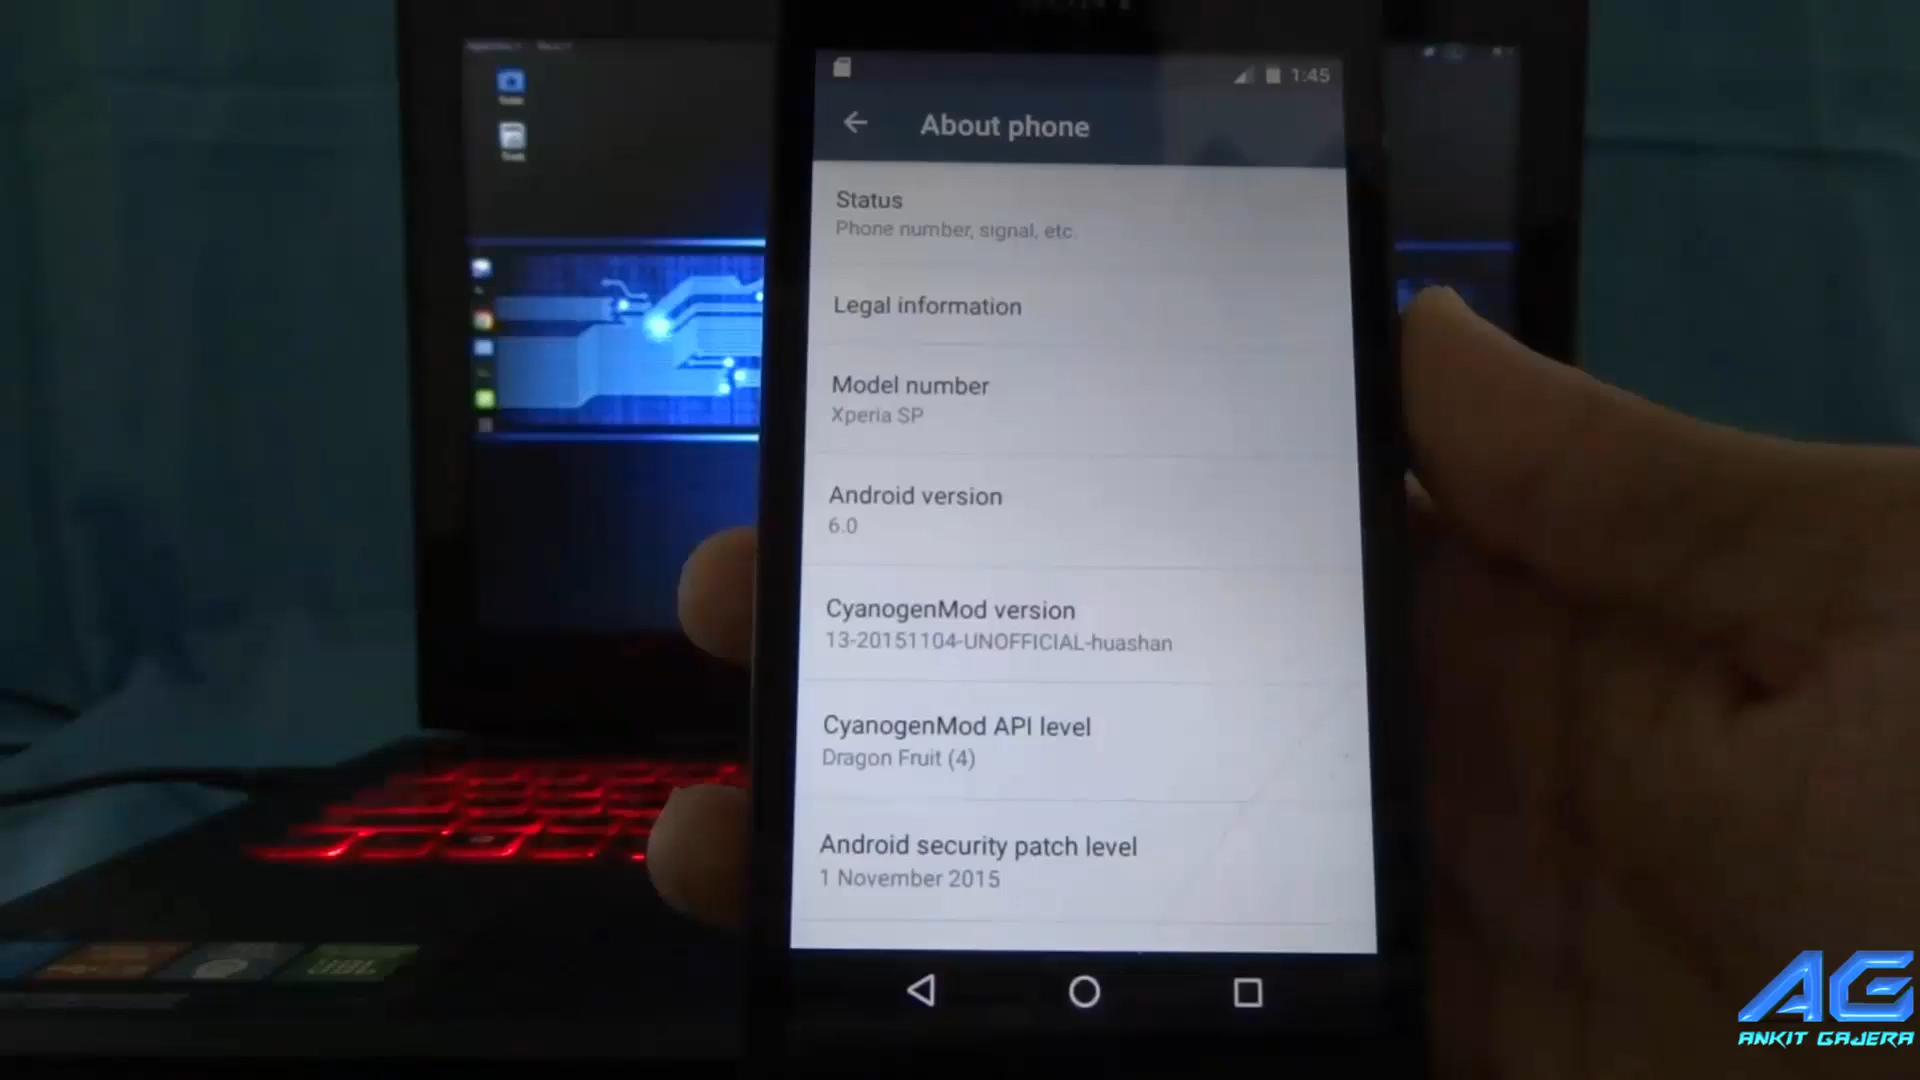 1:45
About phone
Status
Phone number, signal, etc.
Legal information
Model number
Xperia SP
Android version
6.0
CyanogenMod version
13-20151104-UNOFFICIAL-huashan
CyanogenMod API level
Dragon Fruit (4)
Android security patch level
1 November 2015
JBL
AG
ANKIT GAJERA